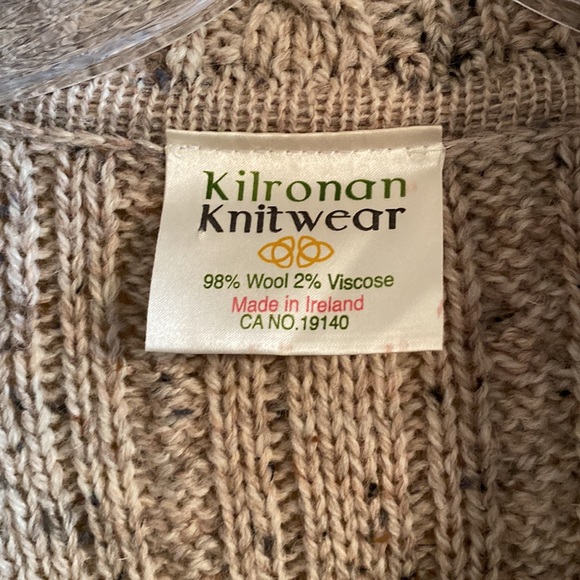 Kilronan
Knitwear
98% Wool 2% Viscose
Made in Ireland
CA NO.19140